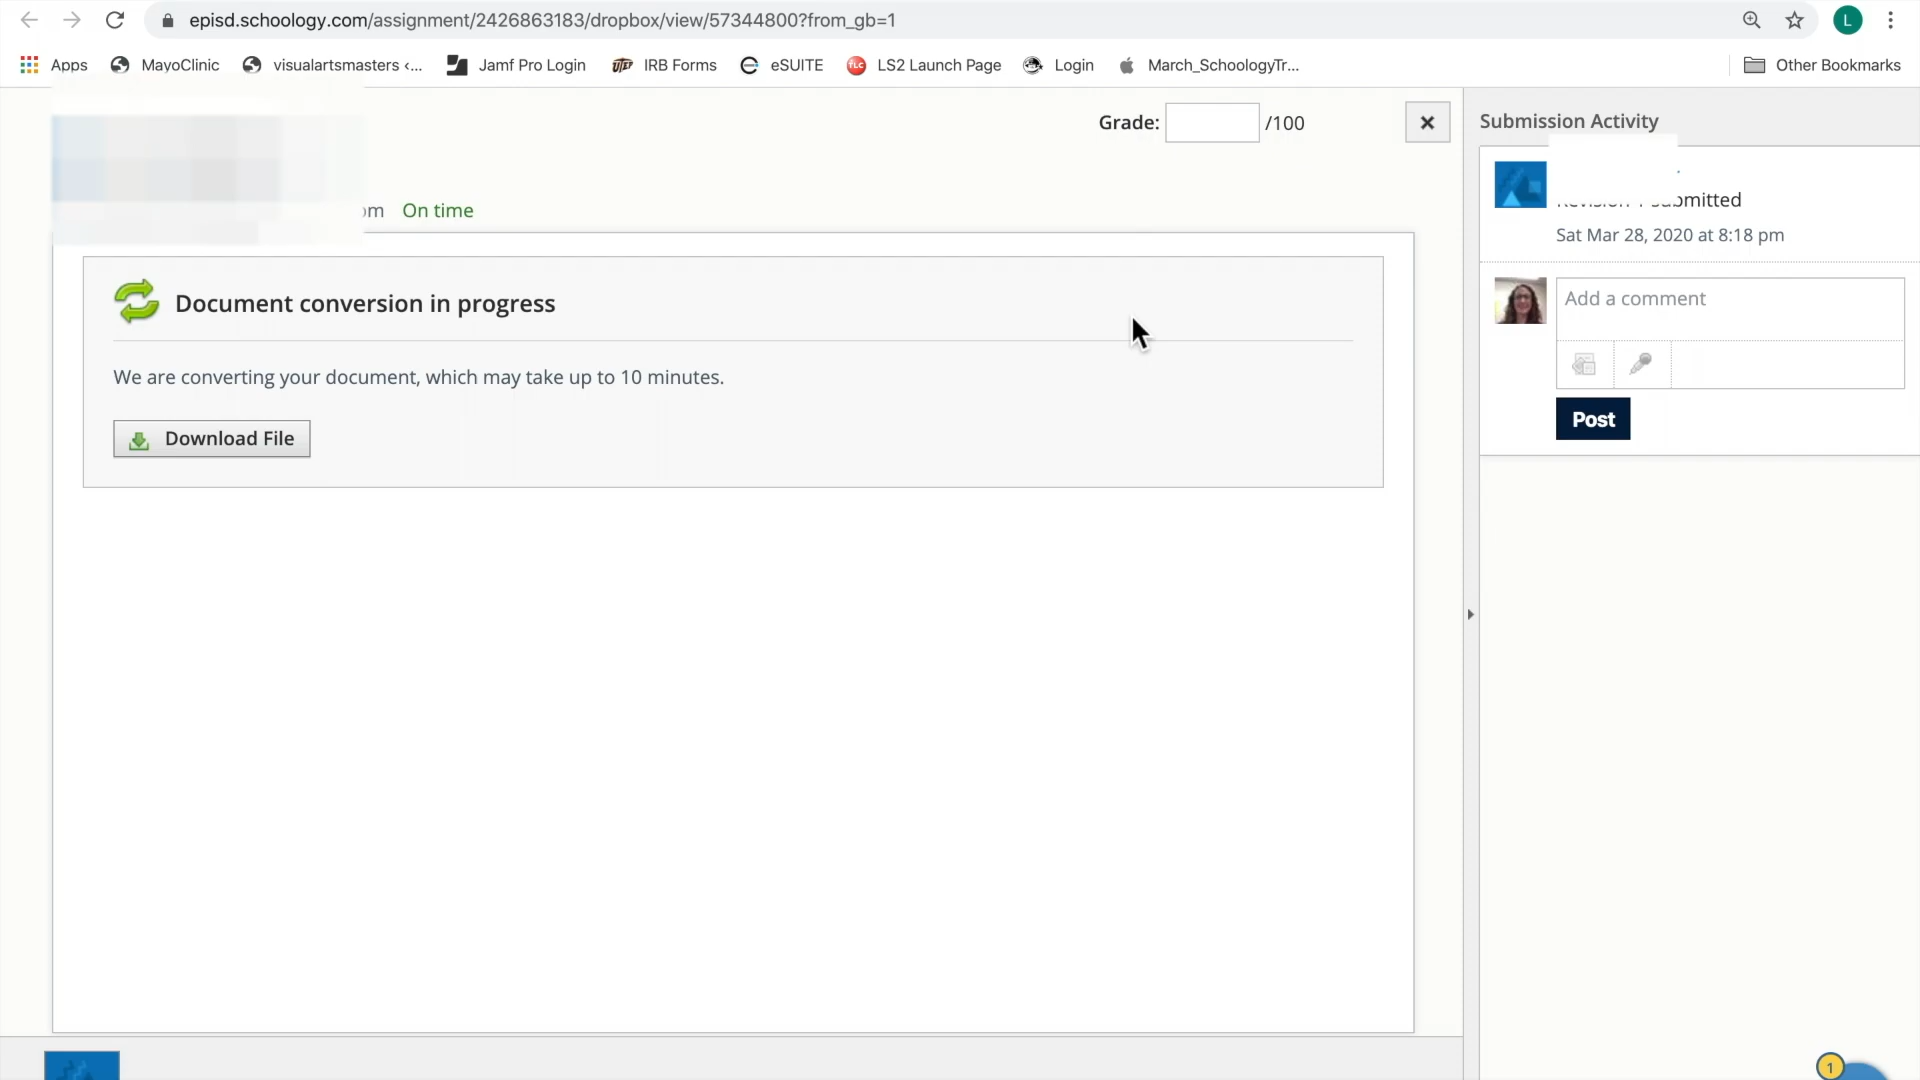 episd.schoology.com/assignment/2426863183/dropbox/view/57344800?from_gb=1
L
Apps MayoClinic visualartsmasters <... Jamf Pro Login UTEP IRB Forms eSUITE TLC LS2 Launch Page Login March_SchoologyTr... Other Bookmarks
Grade: /100
×
Submission Activity
On time
submitted
Sat Mar 28, 2020 at 8:18 pm
Document conversion in progress
Add a comment
We are converting your document, which may take up to 10 minutes.
Download File
Post
1